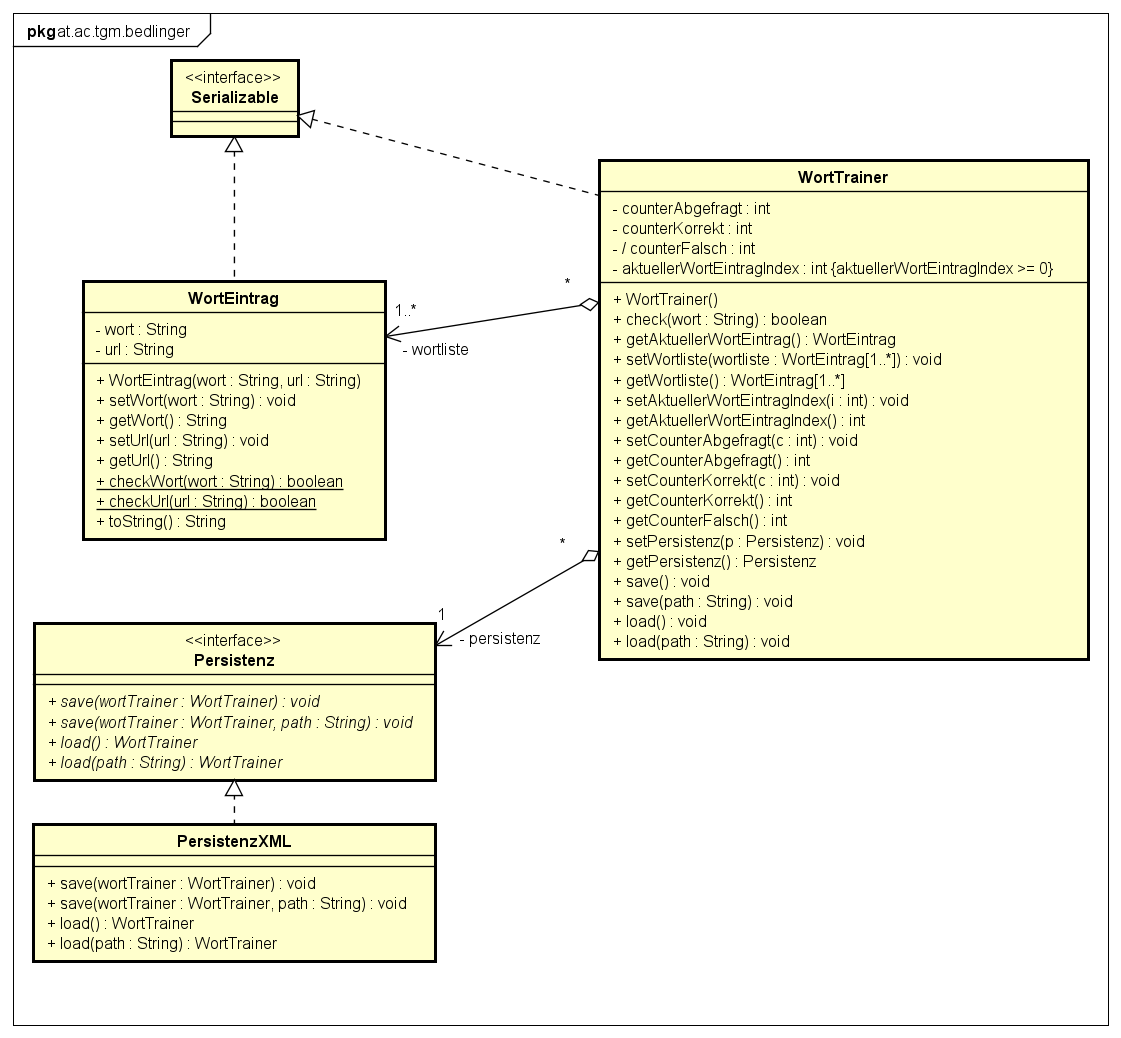 pkg at.ac.tgm.bedlinger
<<interface>>
Serializable
WortTrainer
- counterAbgefragt : int
- counterKorrekt : int
- / counterFalsch : int
- aktuellerWortEintragIndex : int {aktuellerWortEintragIndex >= 0}
+ WortTrainer()
+ check(wort : String) : boolean
+ getAktuellerWortEintrag() : WortEintrag
+ setWortliste(wortliste : WortEintrag[1..*]) : void
+ getWortliste() : WortEintrag[1..*]
+ setAktuellerWortEintragIndex(i : int) : void
+ getAktuellerWortEintragIndex() : int
+ setCounterAbgefragt(c : int) : void
+ getCounterAbgefragt() : int
+ setCounterKorrekt(c : int) : void
+ getCounterKorrekt() : int
+ getCounterFalsch() : int
+ setPersistenz(p : Persistenz) : void
+ getPersistenz() : Persistenz
+ save() : void
+ save(path : String) : void
+ load() : void
+ load(path : String) : void
*
1..*
- wortliste
WortEintrag
- wort : String
- url : String
+ WortEintrag(wort : String, url : String)
+ setWort(wort : String) : void
+ getWort() : String
+ setUrl(url : String) : void
+ getUrl() : String
+ checkWort(wort : String) : boolean
+ checkUrl(url : String) : boolean
+ toString() : String
*
1
- persistenz
<<interface>>
Persistenz
+ save(wortTrainer : WortTrainer) : void
+ save(wortTrainer : WortTrainer, path : String) : void
+ load() : WortTrainer
+ load(path : String) : WortTrainer
PersistenzXML
+ save(wortTrainer : WortTrainer) : void
+ save(wortTrainer : WortTrainer, path : String) : void
+ load() : WortTrainer
+ load(path : String) : WortTrainer